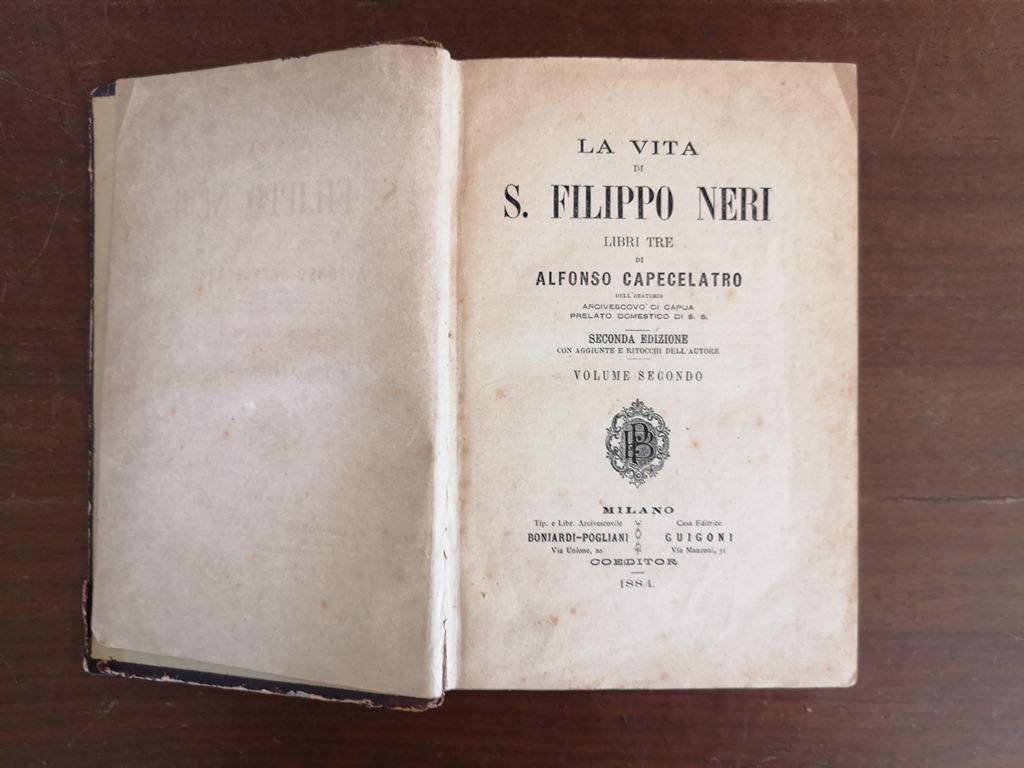 LA VITA
DI
S. FILIPPO NERI
LIBRI TRE
DI
ALFONSO CAPECELATRO
DELL'ORATORIO
ARCIVESCOVO DI CAPUA
PRELATO DOMESTICO DI S. S.
SECONDA EDIZIONE
CON AGGIUNTE E RITOCCHI DELL'AUTORE
VOLUME SECONDO
MILANO
Tip. e Libr. Arcivescovile
BONIARDI-POGLIANI
Via Unione, 20
Casa Editrice
GUIGONI
Via Manzoni, 31
COEDITOR
1884.